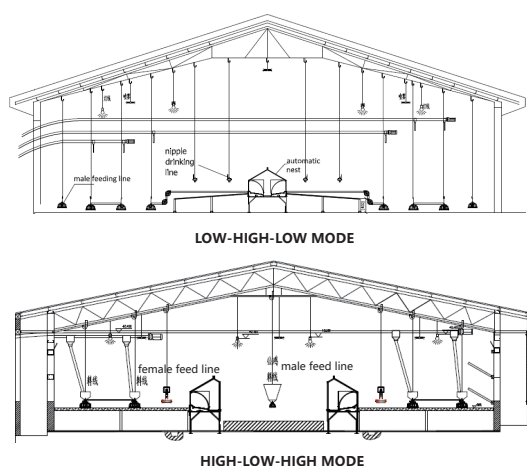 nipple
drinking
line
automatic
nest
male feeding line
LOW-HIGH-LOW MODE
female feed line
male feed line
HIGH-LOW-HIGH MODE